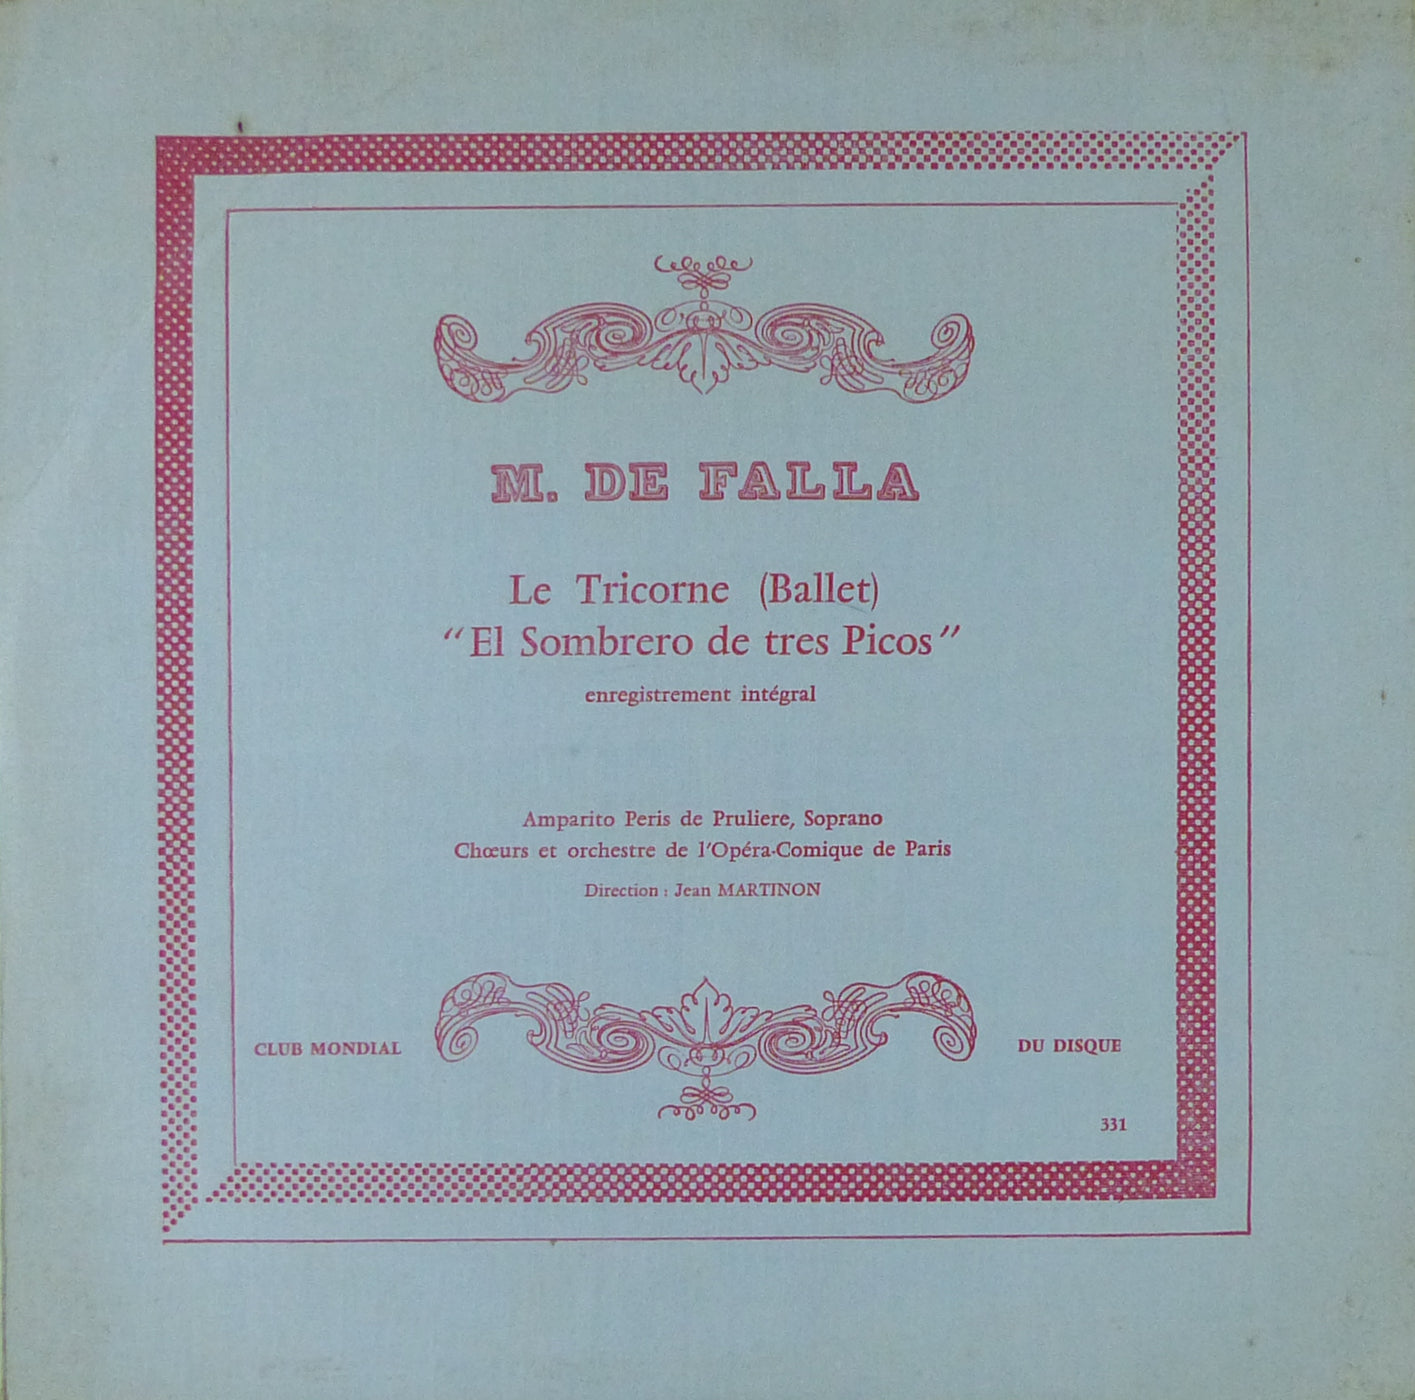 M. DE FALLA
Le Tricorne (Ballet)
"El Sombrero de tres Picos"
enregistrement intégral
Amparito Peris de Pruliere, Soprano
Chœurs et orchestre de l'Opéra-Comique de Paris
Direction : Jean MARTINON
CLUB MONDIAL DU DISQUE
331